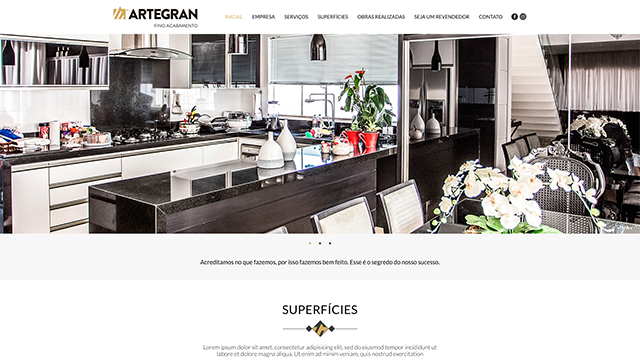 ARTEGRAN
FINO ACABAMENTO
INICIAL EMPRESA SERVIÇOS SUPERFÍCIES OBRAS REALIZADAS SEJA UM REVENDEDOR CONTATO
Acreditamos no que fazemos, por isso fazemos bem feito. Esse é o segredo do nosso sucesso.
SUPERFÍCIES
Lorem ipsum dolor sit amet, consectetur adipiscing elit, sed do eiusmod tempor incididunt ut
labore et dolore magna aliqua. Ut enim ad minim veniam, quis nostrud exercitation